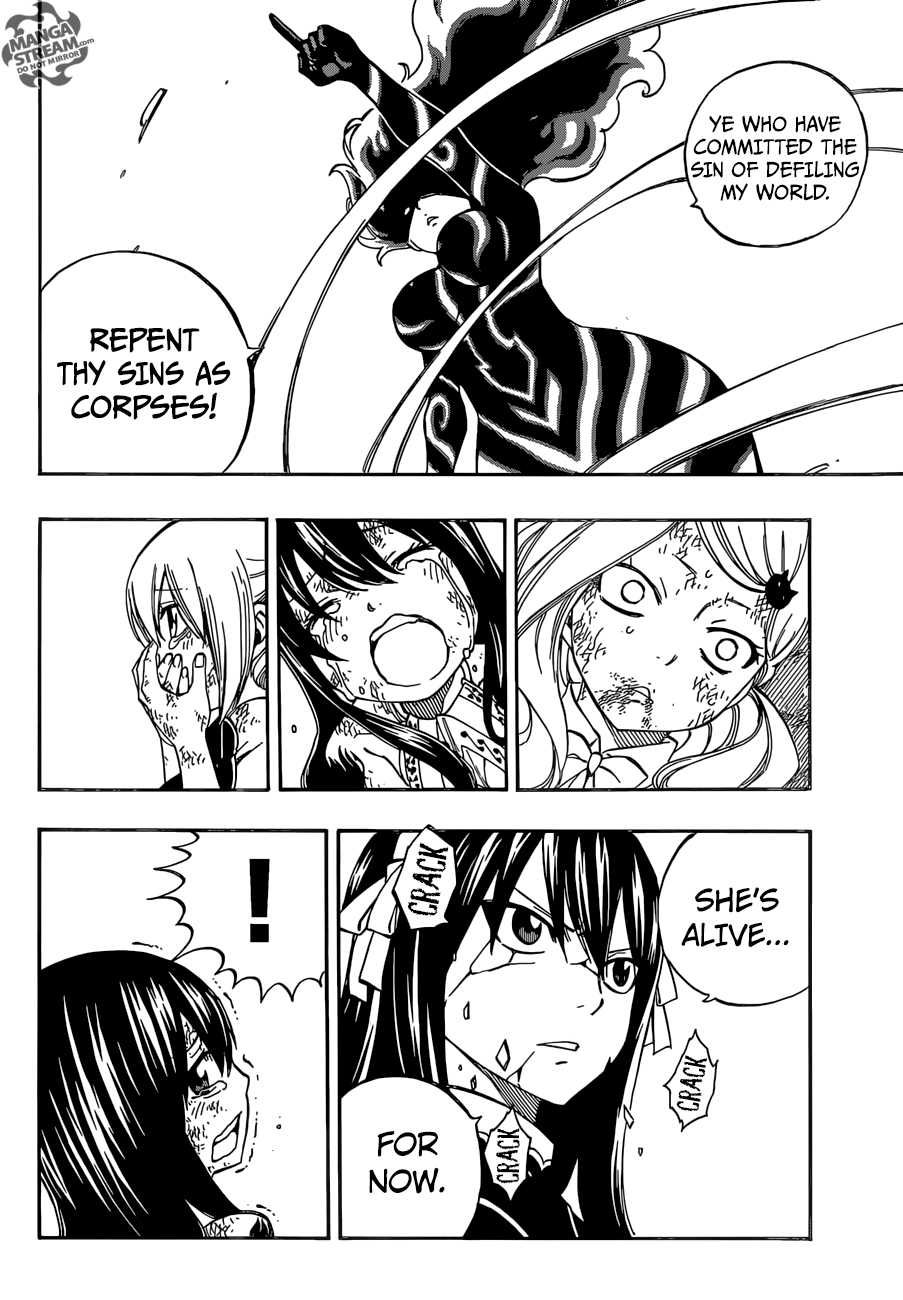 MANGA
STREAM.com
DO NOT MIRROR
YE WHO HAVE
COMMITTED THE
SIN OF DEFILING
MY WORLD.
REPENT
THY SINS AS
CORPSES!
CRACK
SHE'S
ALIVE...
CRACK
CRACK
FOR
NOW.
!